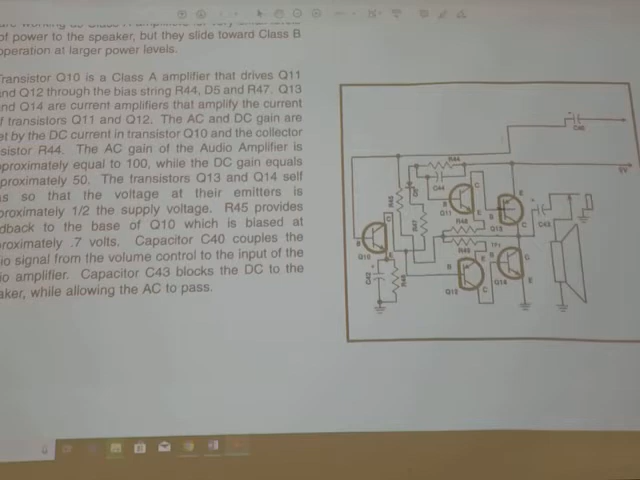 of power to the speaker, but they slide toward Class B
operation at larger power levels.
Transistor Q10 is a Class A amplifier that drives Q11
and Q12 through the bias string R44, D5 and R47. Q13
and Q14 are current amplifiers that amplify the current
of transistors Q11 and Q12. The AC and DC gain are
set by the DC current in transistor Q10 and the collector
resistor R44. The AC gain of the Audio Amplifier is
approximately equal to 100, while the DC gain equals
approximately 50. The transistors Q13 and Q14 self
bias so that the voltage at their emitters is
approximately 1/2 the supply voltage. R45 provides
feedback to the base of Q10 which is biased at
approximately .7 volts. Capacitor C40 couples the
audio signal from the volume control to the input of the
audio amplifier. Capacitor C43 blocks the DC to the
speaker, while allowing the AC to pass.
C40
9V
R44
C44
D5
R45
R47
Q11
R48
Q13
C43
Q10
R49
TP1
C42
R46
Q12
Q14